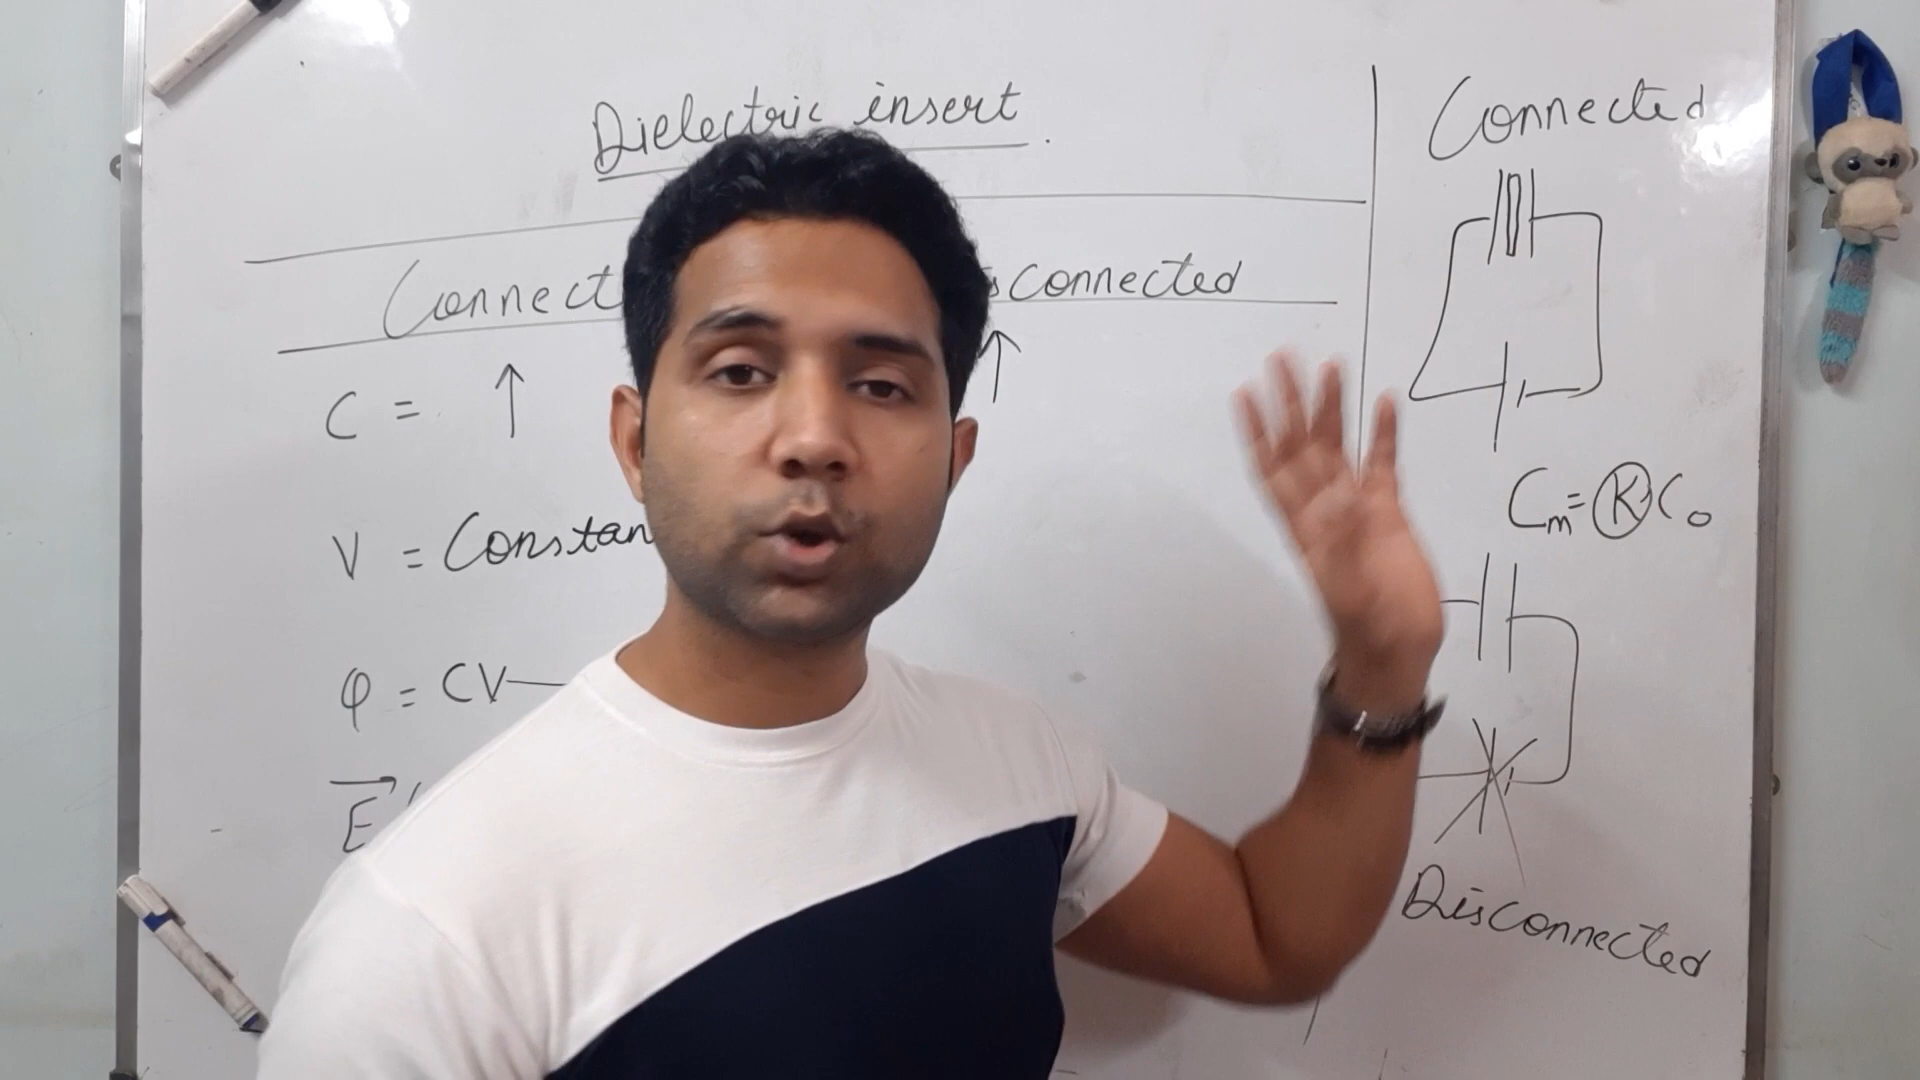 Dielectric insert.
Connect
sconnected
C = ↑ ↑
V = Constan
φ = CV
E
Connected
Cm = K C₀
Disconnected